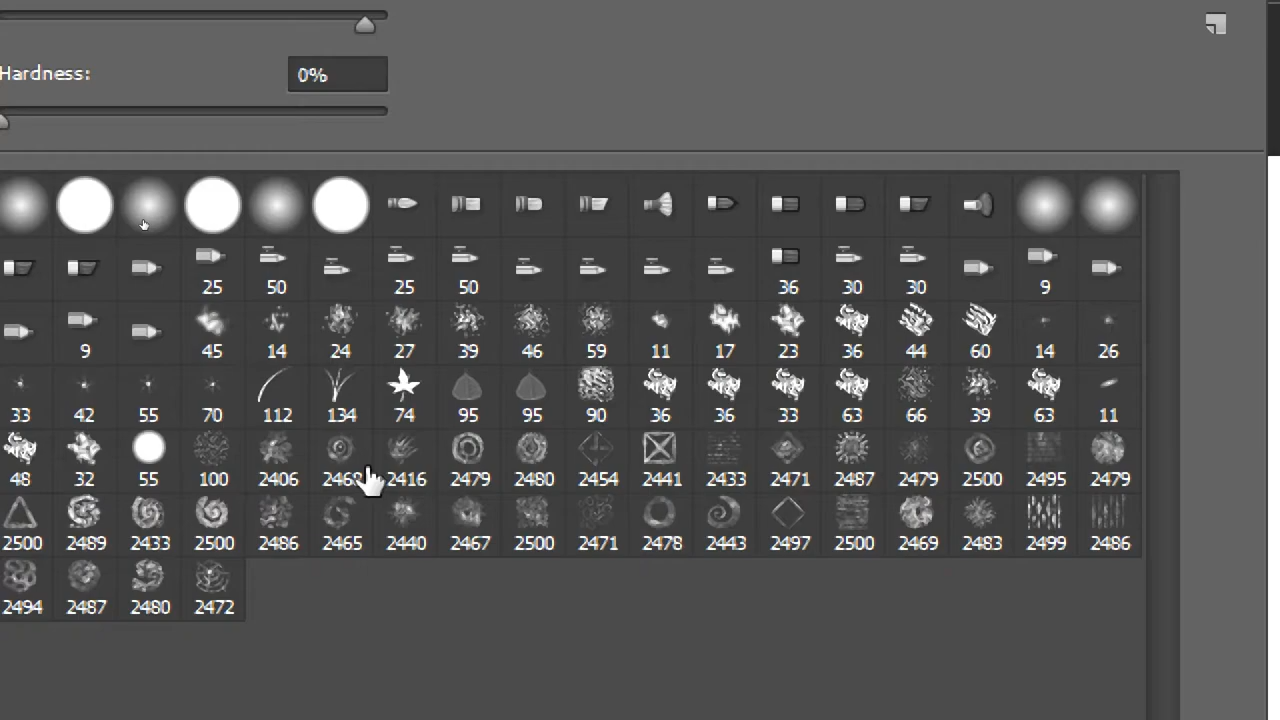 Hardness: 0%
25 50 25 50 36 30 30 9
9 45 14 24 27 39 46 59 11 17 23 36 44 60 14 26
33 42 55 70 112 134 74 95 95 90 36 36 33 63 66 39 63 11
48 32 55 100 2406 2416 2479 2480 2454 2441 2433 2471 2487 2479 2500 2495 2479
2500 2489 2433 2500 2486 2465 2440 2467 2500 2471 2478 2443 2497 2500 2469 2483 2499 2486
2494 2487 2480 2472